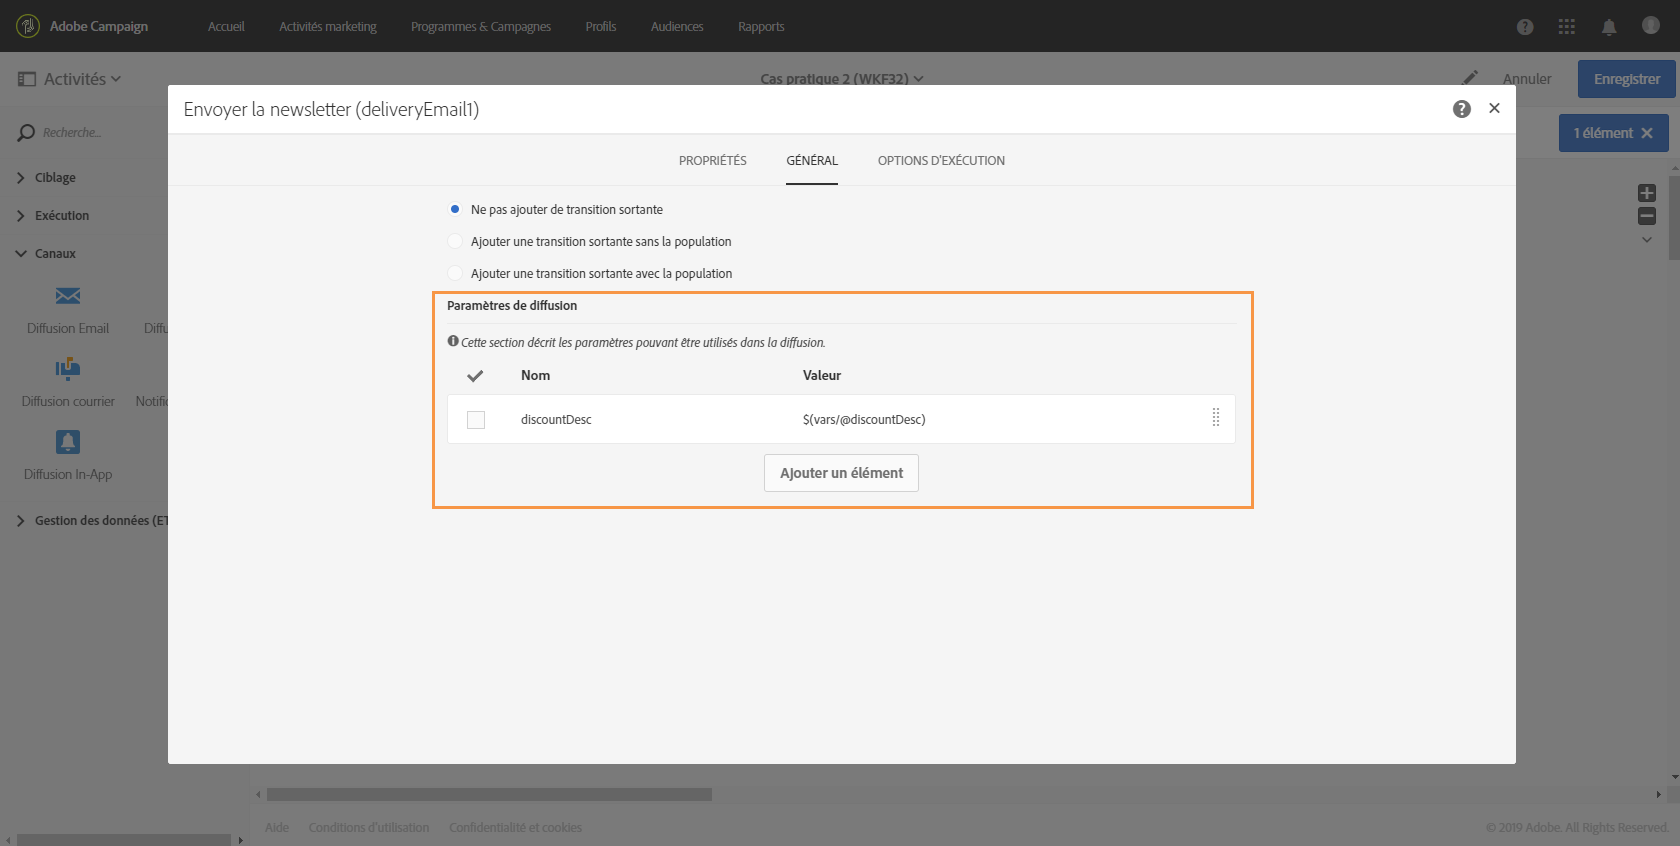 Adobe Campaign
Accueil
Activités marketing
Programmes & Campagnes
Profils
Audiences
Rapports
Activités
Cas pratique 2 (WKF32)
Annuler
Enregistrer
Envoyer la newsletter (deliveryEmail1)
Recherche...
1 élément
PROPRIÉTÉS
GÉNÉRAL
OPTIONS D'EXÉCUTION
Ciblage
Exécution
Canaux
Diffusion Email
Diffu
Diffusion courrier
Notific
Diffusion In-App
Gestion des données (ET
Ne pas ajouter de transition sortante
Ajouter une transition sortante sans la population
Ajouter une transition sortante avec la population
Paramètres de diffusion
Cette section décrit les paramètres pouvant être utilisés dans la diffusion.
Nom
Valeur
discountDesc
$(vars/@discountDesc)
Ajouter un élément
Aide
Conditions d'utilisation
Confidentialité et cookies
© 2019 Adobe. All Rights Reserved.